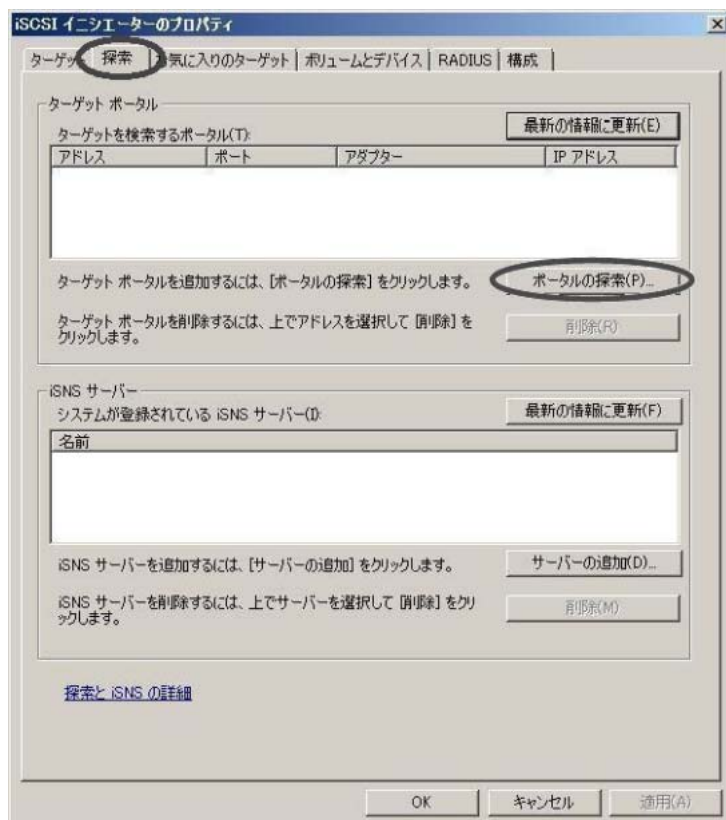 iSCSI イニシエーターのプロパティ
ターゲット 探索 お気に入りのターゲット ボリュームとデバイス RADIUS 構成
ターゲット ポータル
ターゲットを検索するポータル(T): 最新の情報に更新(E)
アドレス ポート アダプター IP アドレス
ターゲット ポータルを追加するには、[ポータルの探索] をクリックします。 ポータルの探索(P)...
ターゲット ポータルを削除するには、上でアドレスを選択して [削除] を
クリックします。 削除(R)
iSNS サーバー
システムが登録されている iSNS サーバー(I): 最新の情報に更新(F)
名前
iSNS サーバーを追加するには、[サーバーの追加] をクリックします。 サーバーの追加(D)...
iSNS サーバーを削除するには、上でサーバーを選択して [削除] をクリ
ックします。 削除(M)
探索と iSNS の詳細
OK キャンセル 適用(A)